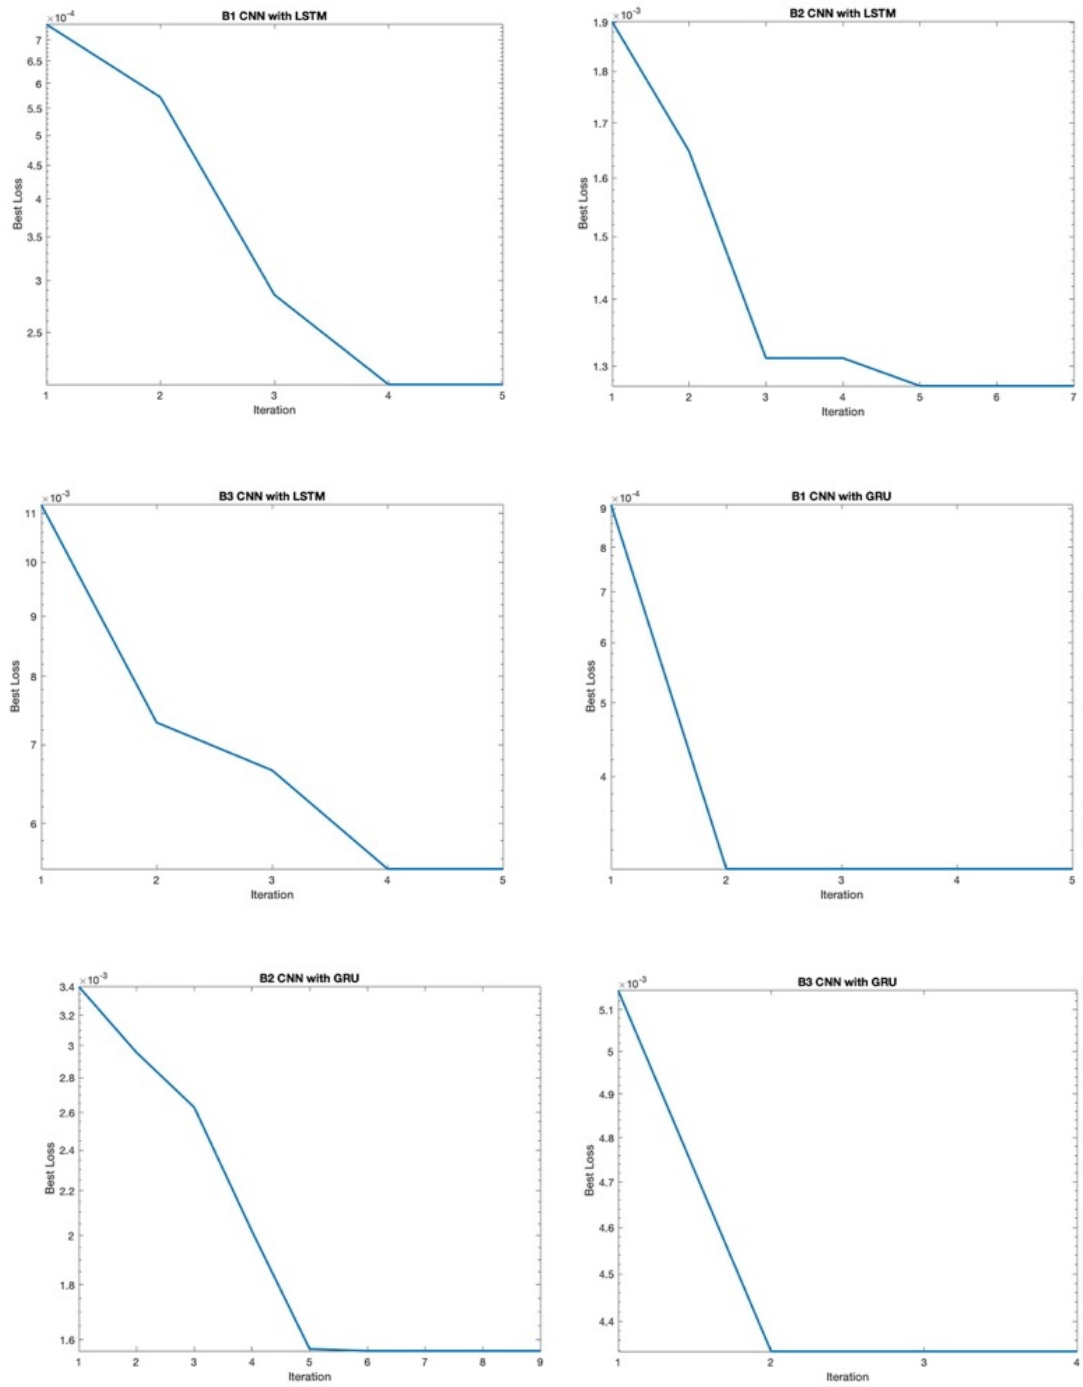 B1 CNN with LSTM
×10⁻⁴
7
6.5
6
5.5
5
4.5
4
3.5
3
2.5
Best Loss
1 2 3 4 5
Iteration
B2 CNN with LSTM
×10⁻³
1.9
1.8
1.7
1.6
1.5
1.4
1.3
Best Loss
1 2 3 4 5 6 7
Iteration
B3 CNN with LSTM
×10⁻³
11
10
9
8
7
6
Best Loss
1 2 3 4 5
Iteration
B1 CNN with GRU
×10⁻⁴
9
8
7
6
5
4
Best Loss
1 2 3 4 5
Iteration
B2 CNN with GRU
×10⁻³
3.4
3.2
3
2.8
2.6
2.4
2.2
2
1.8
1.6
Best Loss
1 2 3 4 5 6 7 8 9
Iteration
B3 CNN with GRU
×10⁻³
5.1
5
4.9
4.8
4.7
4.6
4.5
4.4
Best Loss
1 2 3 4
Iteration